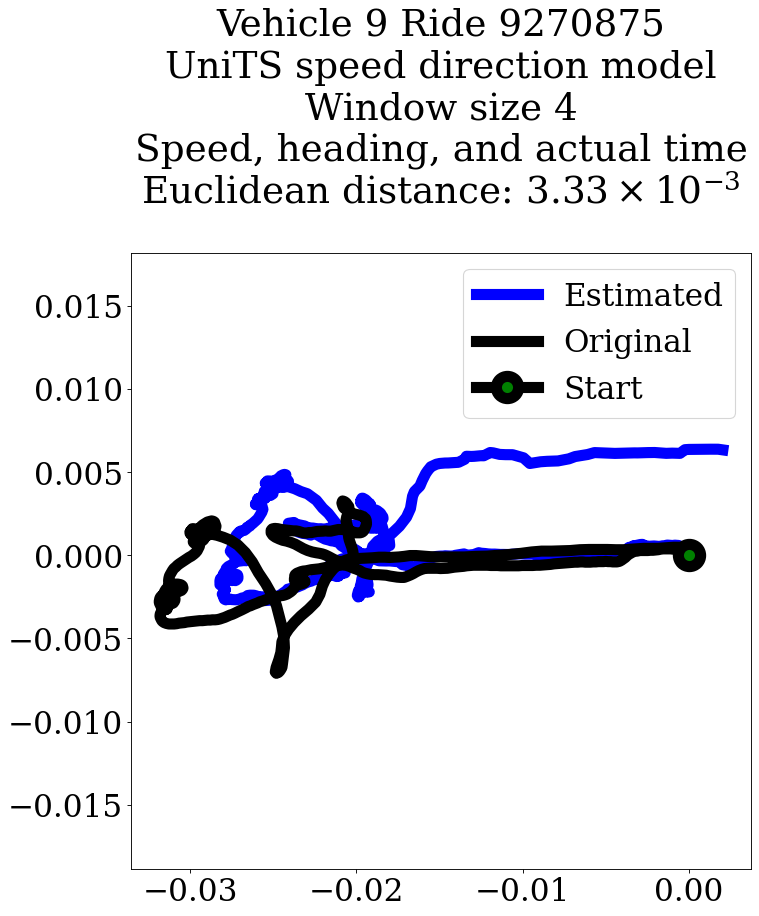 Vehicle 9 Ride 9270875
UniTS speed direction model
Window size 4
Speed, heading, and actual time
Euclidean distance: 3.33 × 10⁻³
Estimated
Original
Start
0.015
0.010
0.005
0.000
−0.005
−0.010
−0.015
−0.03
−0.02
−0.01
0.00